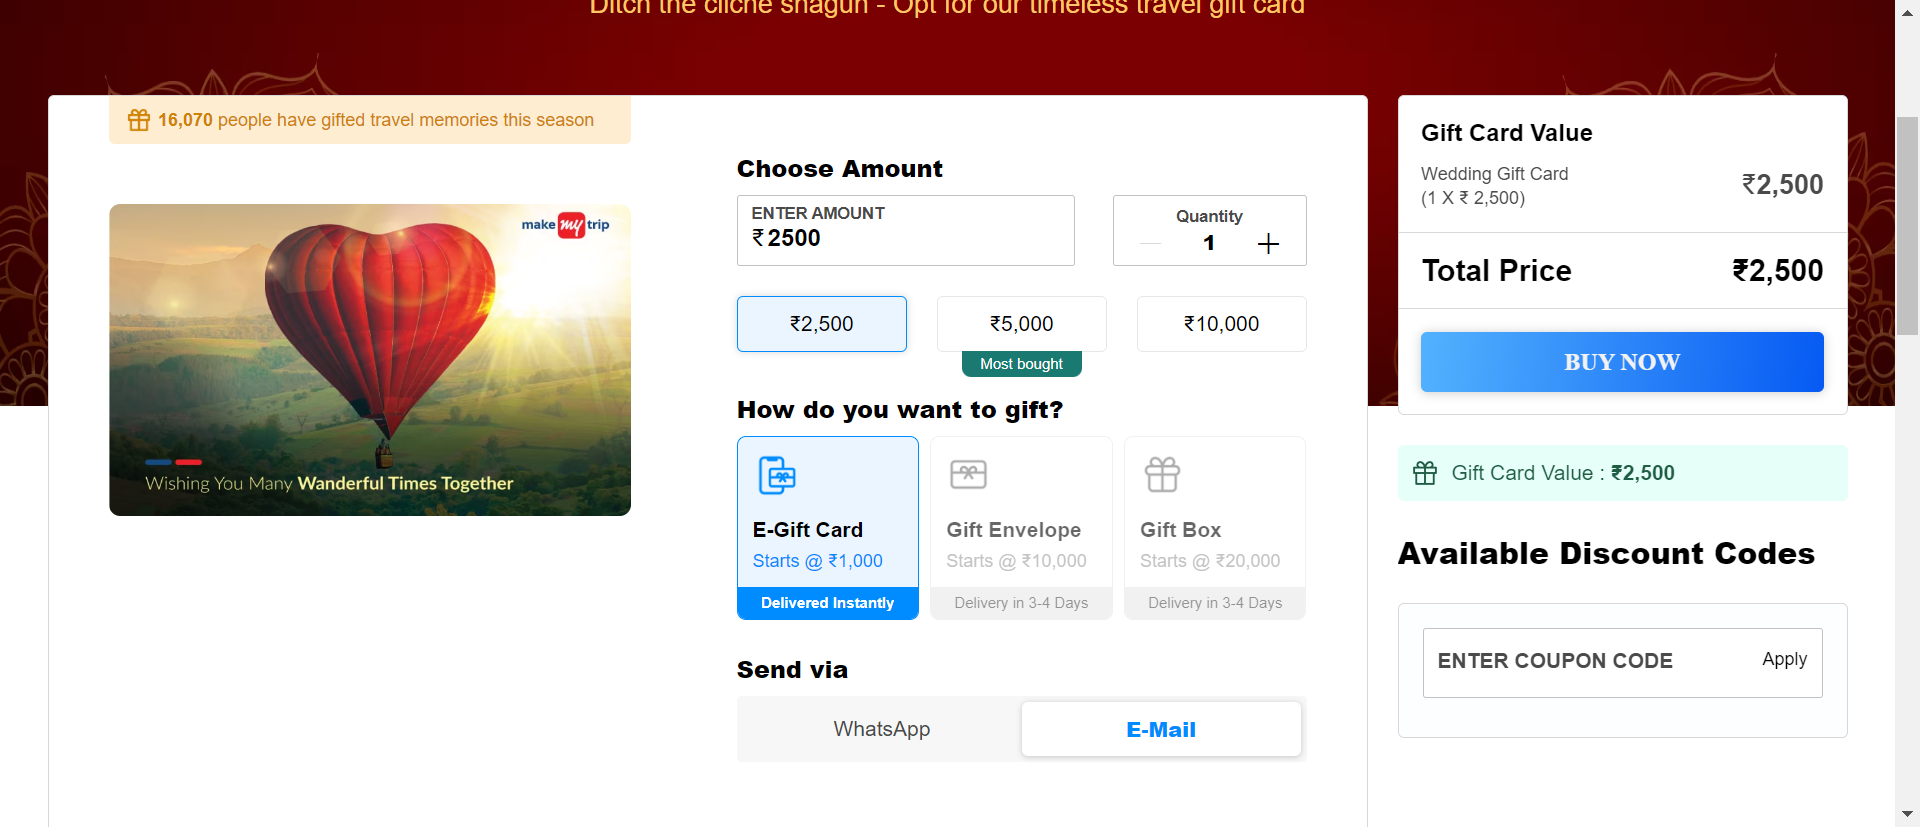 Ditch the cliché shagun - Opt for our timeless travel gift card
16,070 people have gifted travel memories this season
make my trip
Wishing You Many Wanderful Times Together
Choose Amount
ENTER AMOUNT
₹ 2500
Quantity
1
₹2,500
₹5,000
₹10,000
Most bought
How do you want to gift?
E-Gift Card
Starts @ ₹1,000
Delivered Instantly
Gift Envelope
Starts @ ₹10,000
Delivery in 3-4 Days
Gift Box
Starts @ ₹20,000
Delivery in 3-4 Days
Send via
WhatsApp
E-Mail
Gift Card Value
Wedding Gift Card
(1 X ₹ 2,500)
₹2,500
Total Price
₹2,500
BUY NOW
Gift Card Value : ₹2,500
Available Discount Codes
ENTER COUPON CODE
Apply